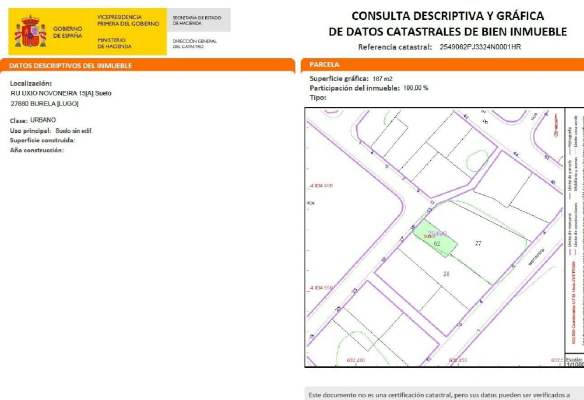 GOBIERNO
DE ESPAÑA
VICEPRESIDENCIA
PRIMERA DEL GOBIERNO
MINISTERIO
DE HACIENDA
SECRETARÍA DE ESTADO
DE HACIENDA
DIRECCIÓN GENERAL
DEL CATASTRO
CONSULTA DESCRIPTIVA Y GRÁFICA
DE DATOS CATASTRALES DE BIEN INMUEBLE
Referencia catastral: 2549062PJ3324N0001HR
DATOS DESCRIPTIVOS DEL INMUEBLE
Localización:
RU UXIO NOVONEIRA 15[A] Suelo
27880 BURELA [LUGO]
Clase: URBANO
Uso principal: Suelo sin edif.
Superficie construida:
Año construcción:
PARCELA
Superficie gráfica: 187 m2
Participación del inmueble: 100,00 %
Tipo:
62
27
28
Este documento no es una certificación catastral, pero sus datos pueden ser verificados a